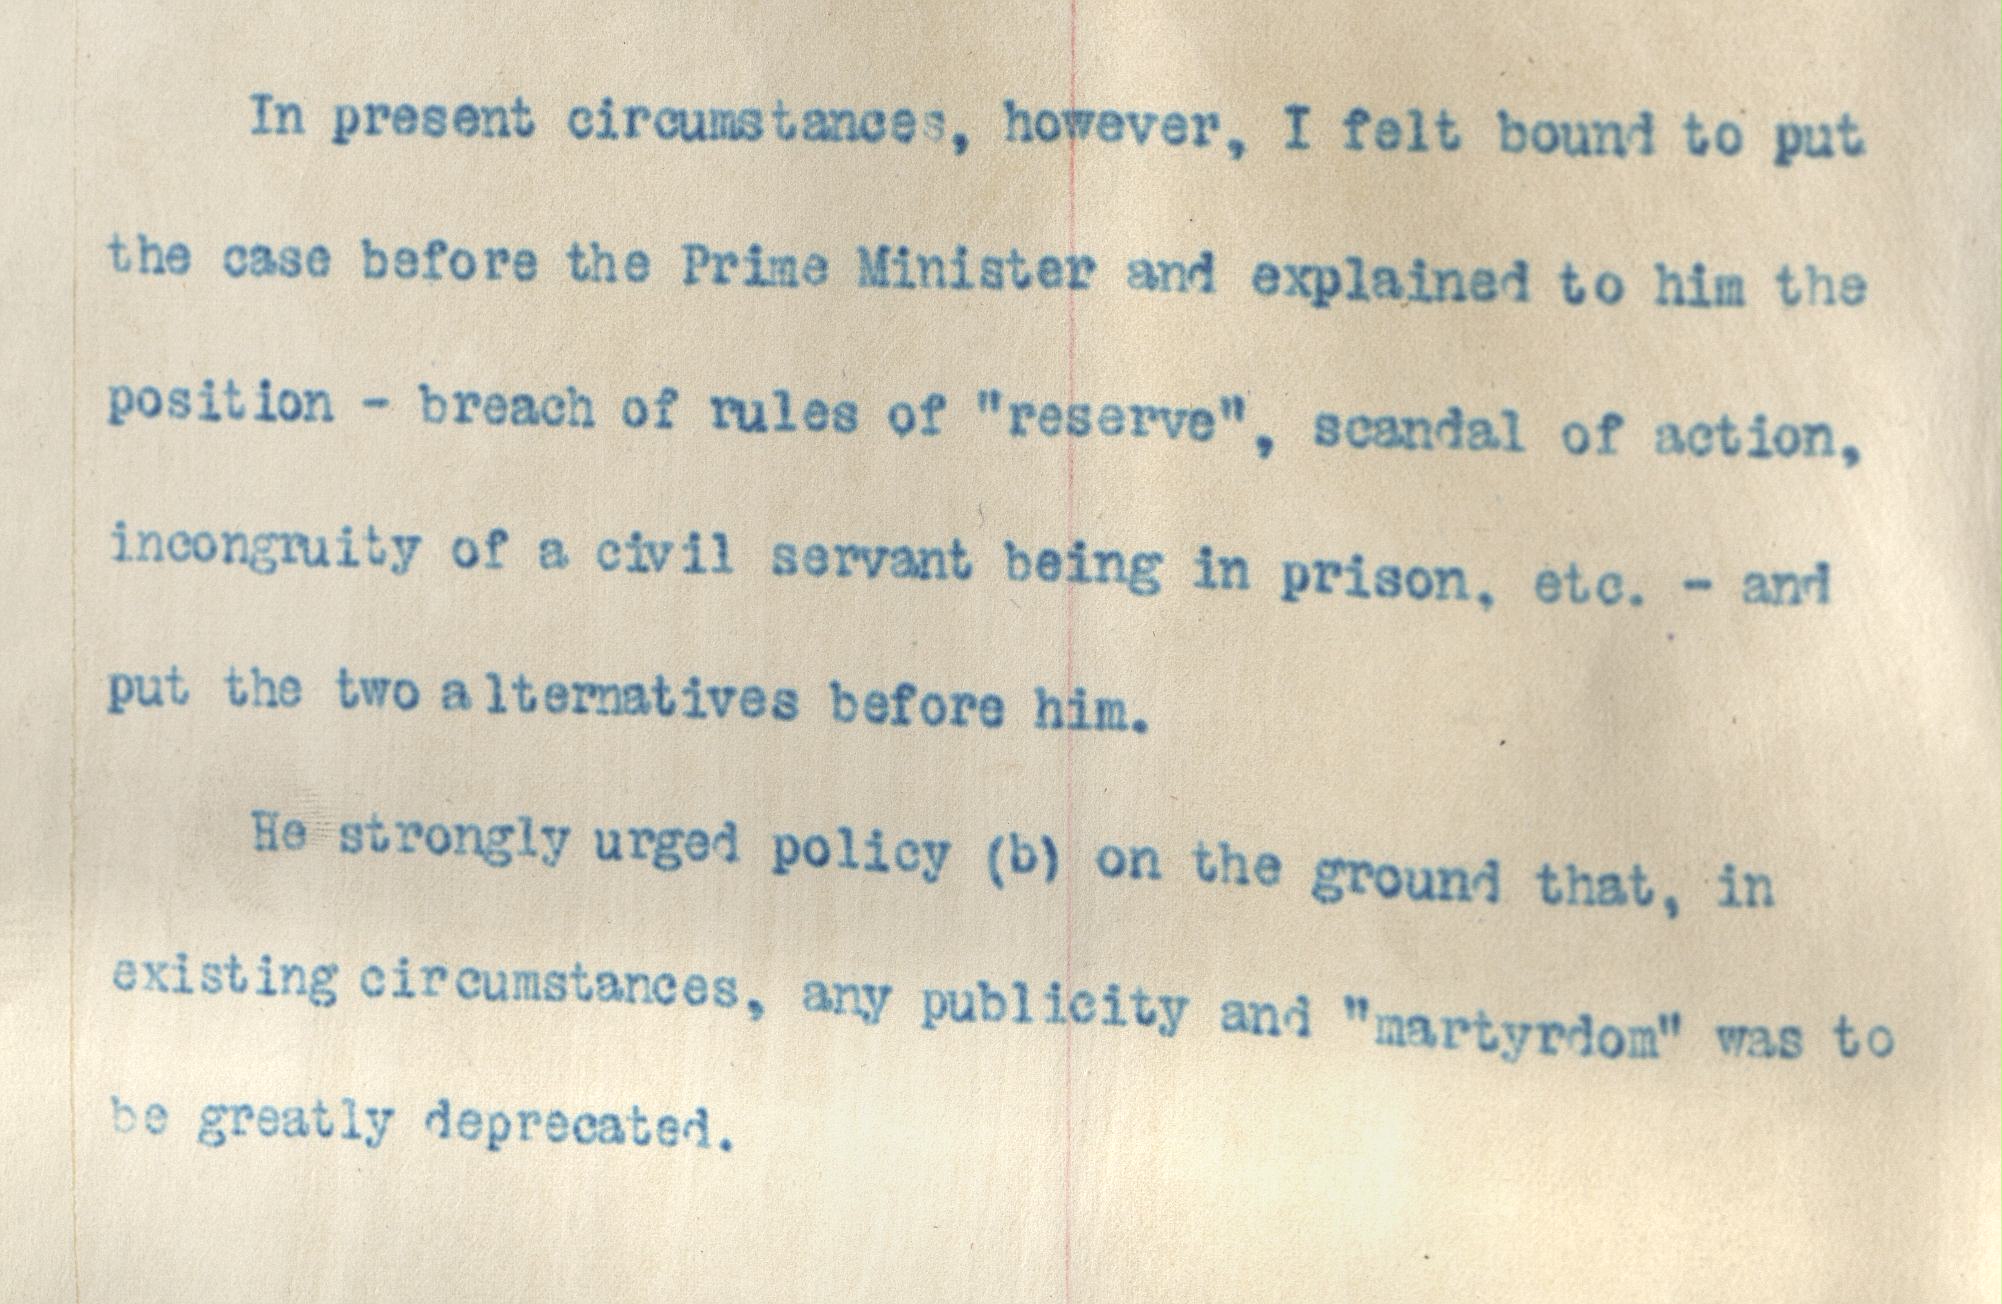 In present circumstances, however, I felt bound to put
the case before the Prime Minister and explained to him the
position - breach of rules of "reserve", scandal of action,
incongruity of a civil servant being in prison, etc. - and
put the two alternatives before him.
He strongly urged policy (b) on the ground that, in
existing circumstances, any publicity and "martyrdom" was to
be greatly deprecated.